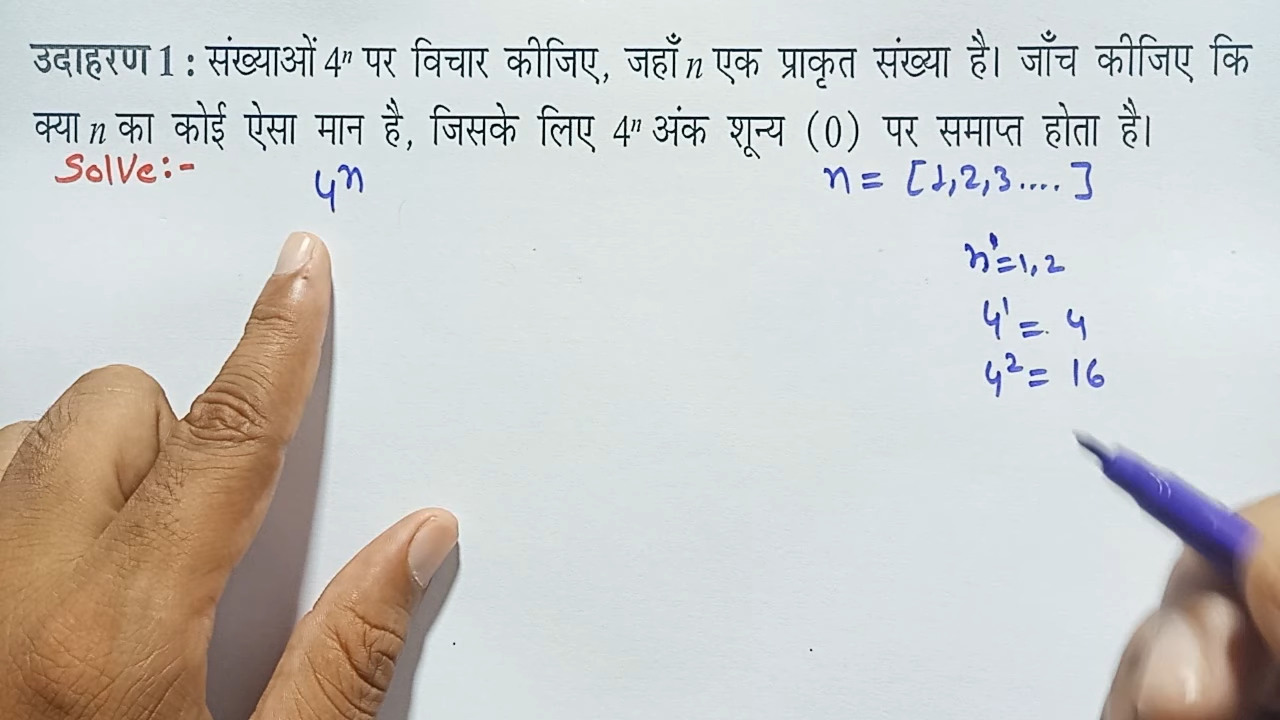 उदाहरण 1 : संख्याओं 4ⁿ पर विचार कीजिए, जहाँ n एक प्राकृत संख्या है। जाँच कीजिए कि
क्या n का कोई ऐसा मान है, जिसके लिए 4ⁿ अंक शून्य (0) पर समाप्त होता है।
Solve:- 4ⁿ n = [1,2,3....]
n'=1,2
4¹ = 4
4² = 16